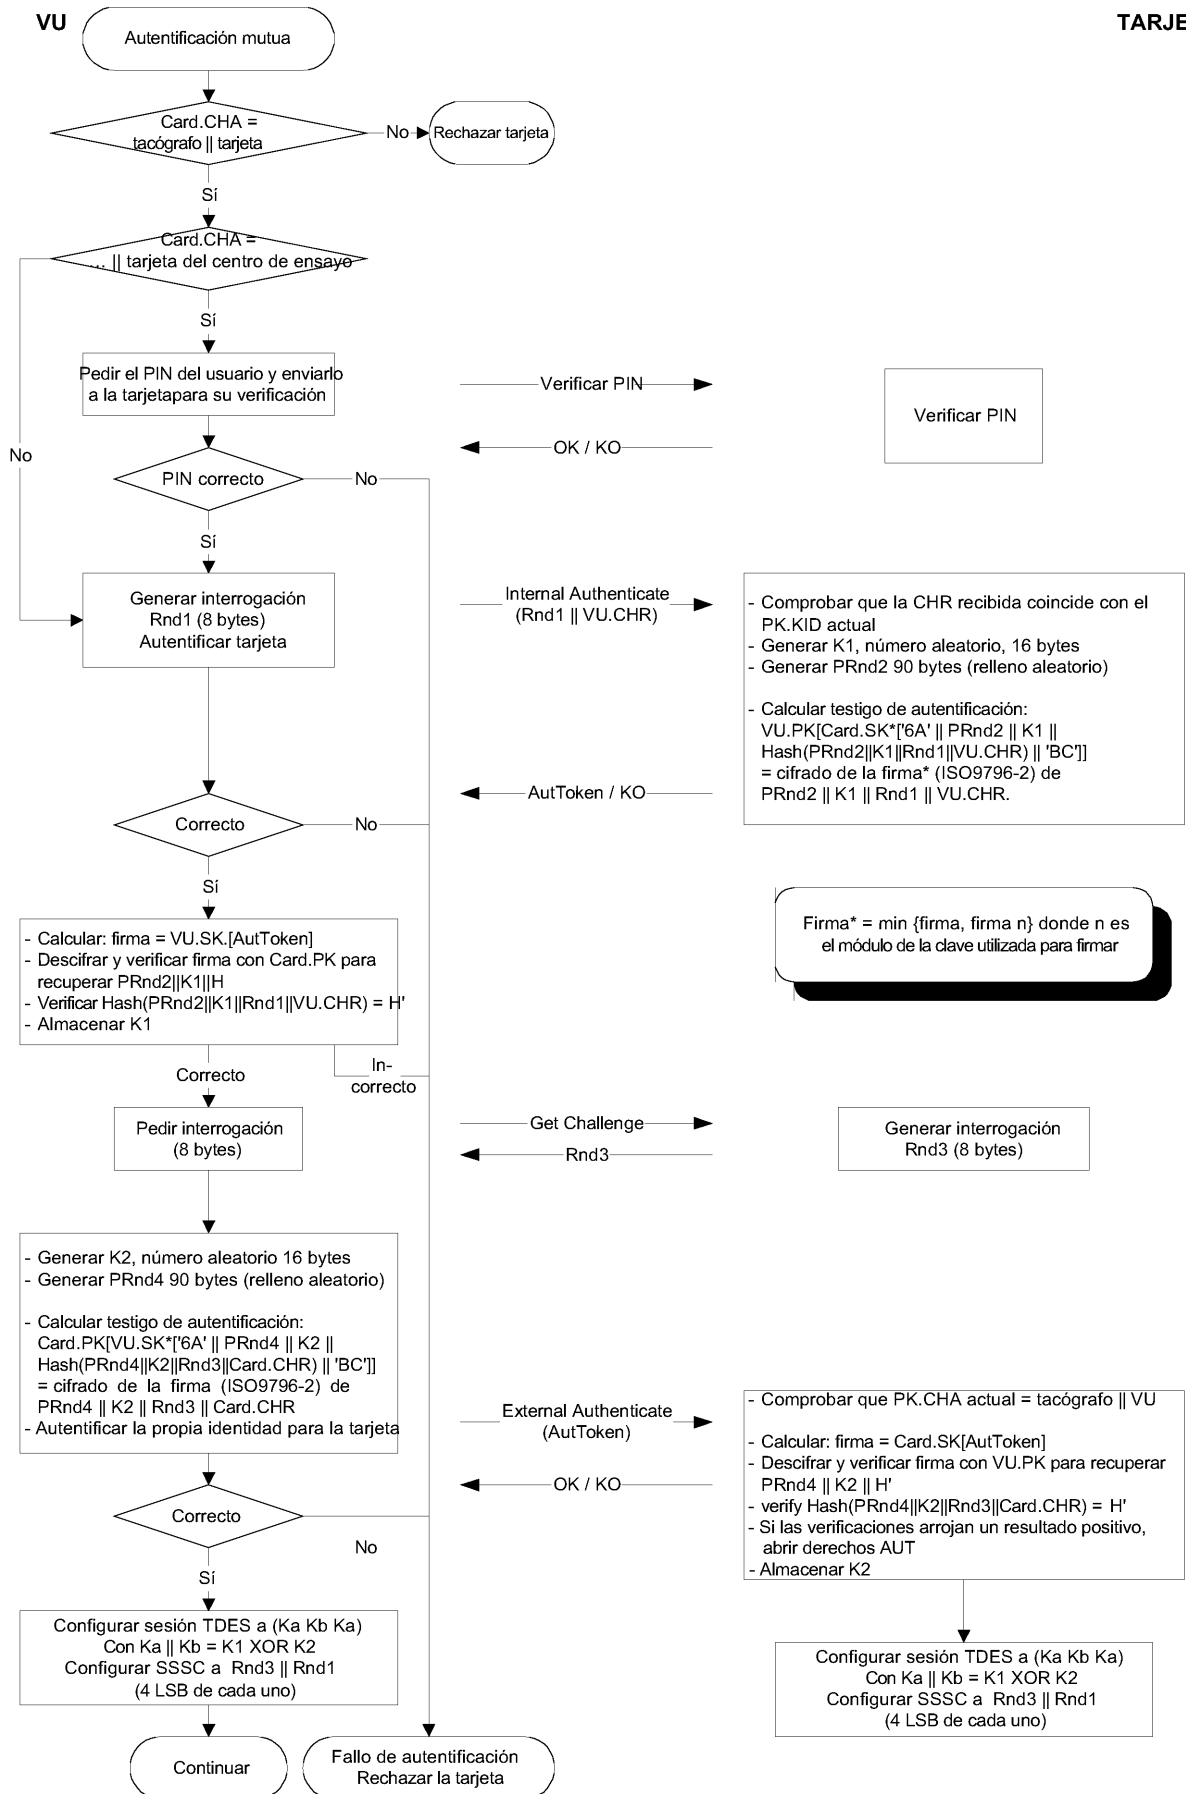 VU
TARJE
Autentificación mutua
Card.CHA =
tacógrafo || tarjeta
No
Rechazar tarjeta
Sí
Card.CHA =
... || tarjeta del centro de ensayo
Sí
Pedir el PIN del usuario y enviarlo
a la tarjetapara su verificación
Verificar PIN
Verificar PIN
OK / KO
No
PIN correcto
No
Sí
Generar interrogación
Rnd1 (8 bytes)
Autentificar tarjeta
Internal Authenticate
(Rnd1 || VU.CHR)
- Comprobar que la CHR recibida coincide con el
PK.KID actual
- Generar K1, número aleatorio, 16 bytes
- Generar PRnd2 90 bytes (relleno aleatorio)
- Calcular testigo de autentificación:
VU.PK[Card.SK*['6A' || PRnd2 || K1 ||
Hash(PRnd2||K1||Rnd1||VU.CHR) || 'BC']]
= cifrado de la firma* (ISO9796-2) de
PRnd2 || K1 || Rnd1 || VU.CHR.
AutToken / KO
Correcto
No
Sí
Firma* = min {firma, firma n} donde n es
el módulo de la clave utilizada para firmar
- Calcular: firma = VU.SK.[AutToken]
- Descifrar y verificar firma con Card.PK para
recuperar PRnd2||K1||H
- Verificar Hash(PRnd2||K1||Rnd1||VU.CHR) = H'
- Almacenar K1
Correcto
In-
correcto
Pedir interrogación
(8 bytes)
Get Challenge
Rnd3
Generar interrogación
Rnd3 (8 bytes)
- Generar K2, número aleatorio 16 bytes
- Generar PRnd4 90 bytes (relleno aleatorio)
- Calcular testigo de autentificación:
Card.PK[VU.SK*['6A' || PRnd4 || K2 ||
Hash(PRnd4||K2||Rnd3||Card.CHR) || 'BC']]
= cifrado de la firma (ISO9796-2) de
PRnd4 || K2 || Rnd3 || Card.CHR
- Autentificar la propia identidad para la tarjeta
External Authenticate
(AutToken)
- Comprobar que PK.CHA actual = tacógrafo || VU
- Calcular: firma = Card.SK[AutToken]
- Descifrar y verificar firma con VU.PK para recuperar
PRnd4 || K2 || H'
- verify Hash(PRnd4||K2||Rnd3||Card.CHR) = H'
- Si las verificaciones arrojan un resultado positivo,
abrir derechos AUT
- Almacenar K2
OK / KO
Correcto
No
Sí
Configurar sesión TDES a (Ka Kb Ka)
Con Ka || Kb = K1 XOR K2
Configurar SSSC a Rnd3 || Rnd1
(4 LSB de cada uno)
Configurar sesión TDES a (Ka Kb Ka)
Con Ka || Kb = K1 XOR K2
Configurar SSSC a Rnd3 || Rnd1
(4 LSB de cada uno)
Continuar
Fallo de autentificación
Rechazar la tarjeta